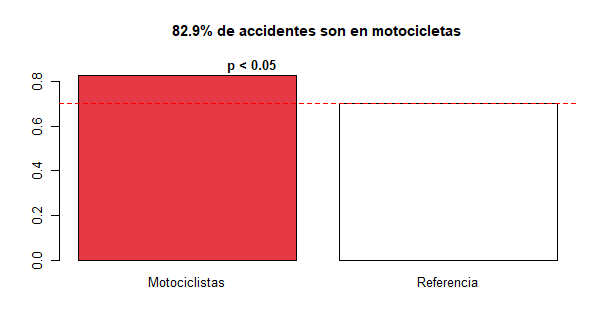 82.9% de accidentes son en motocicletas
p < 0.05
0.8
0.6
0.4
0.2
0.0
Motociclistas Referencia